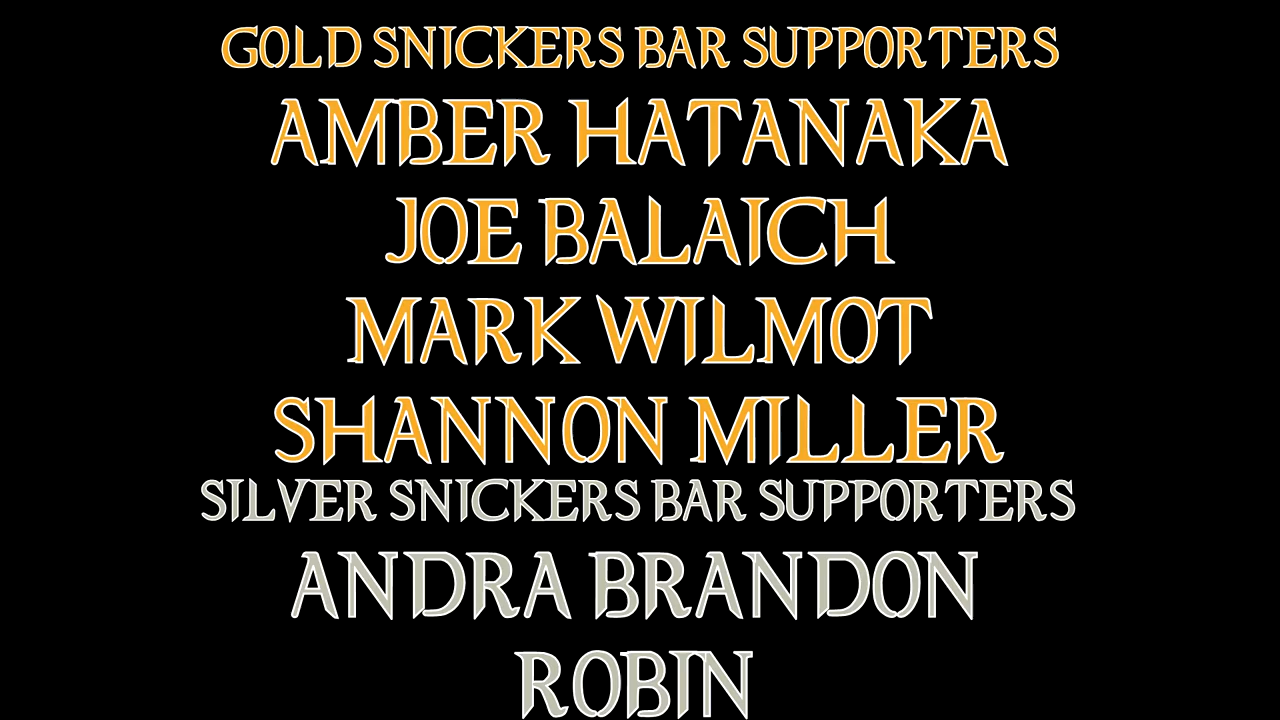 GOLD SNICKERS BAR SUPPORTERS
AMBER HATANAKA
JOE BALAICH
MARK WILMOT
SHANNON MILLER
SILVER SNICKERS BAR SUPPORTERS
ANDRA BRANDON
ROBIN